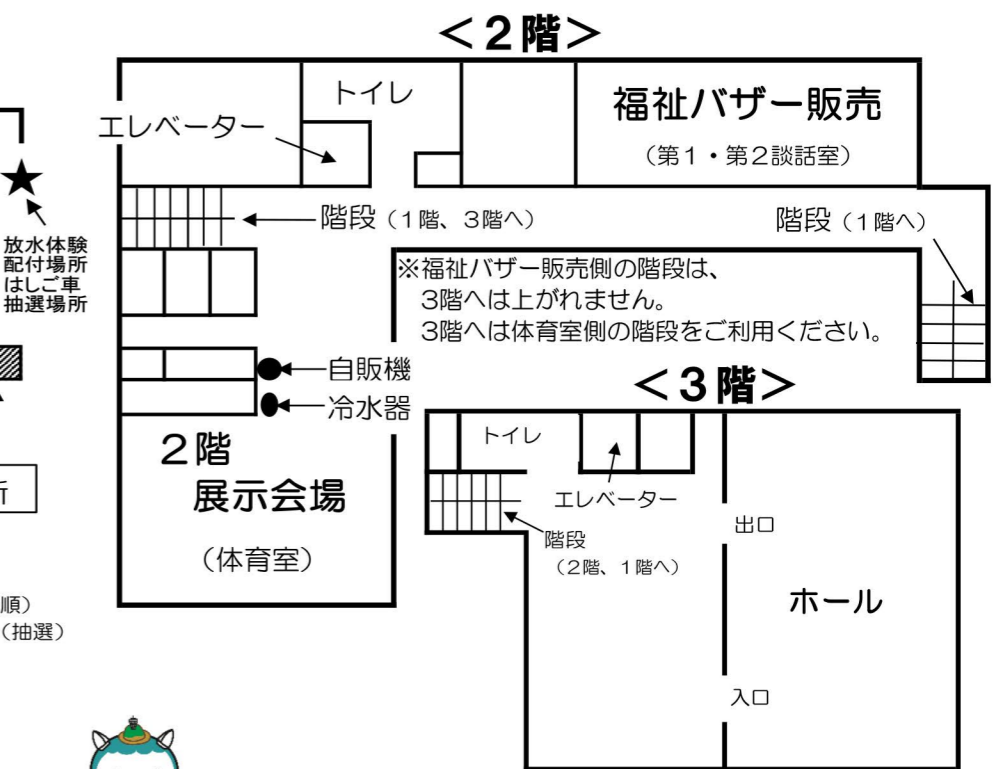 ＜２階＞
トイレ
エレベーター
福祉バザー販売
（第１・第２談話室）
階段（１階、３階へ）
階段（１階へ）
※福祉バザー販売側の階段は、
３階へは上がれません。
３階へは体育室側の階段をご利用ください。
自販機
冷水器
２階
展示会場
（体育室）
＜３階＞
トイレ
エレベーター
階段
（２階、１階へ）
出口
ホール
入口
★
放水体験
配付場所
はしご車
抽選場所
所
順）
（抽選）